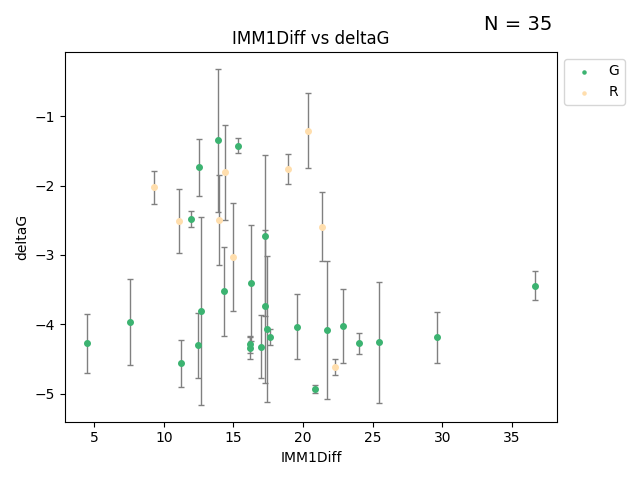 N = 35
IMM1Diff vs deltaG
G
R
−1
−2
−3
−4
−5
deltaG
5 10 15 20 25 30 35
IMM1Diff